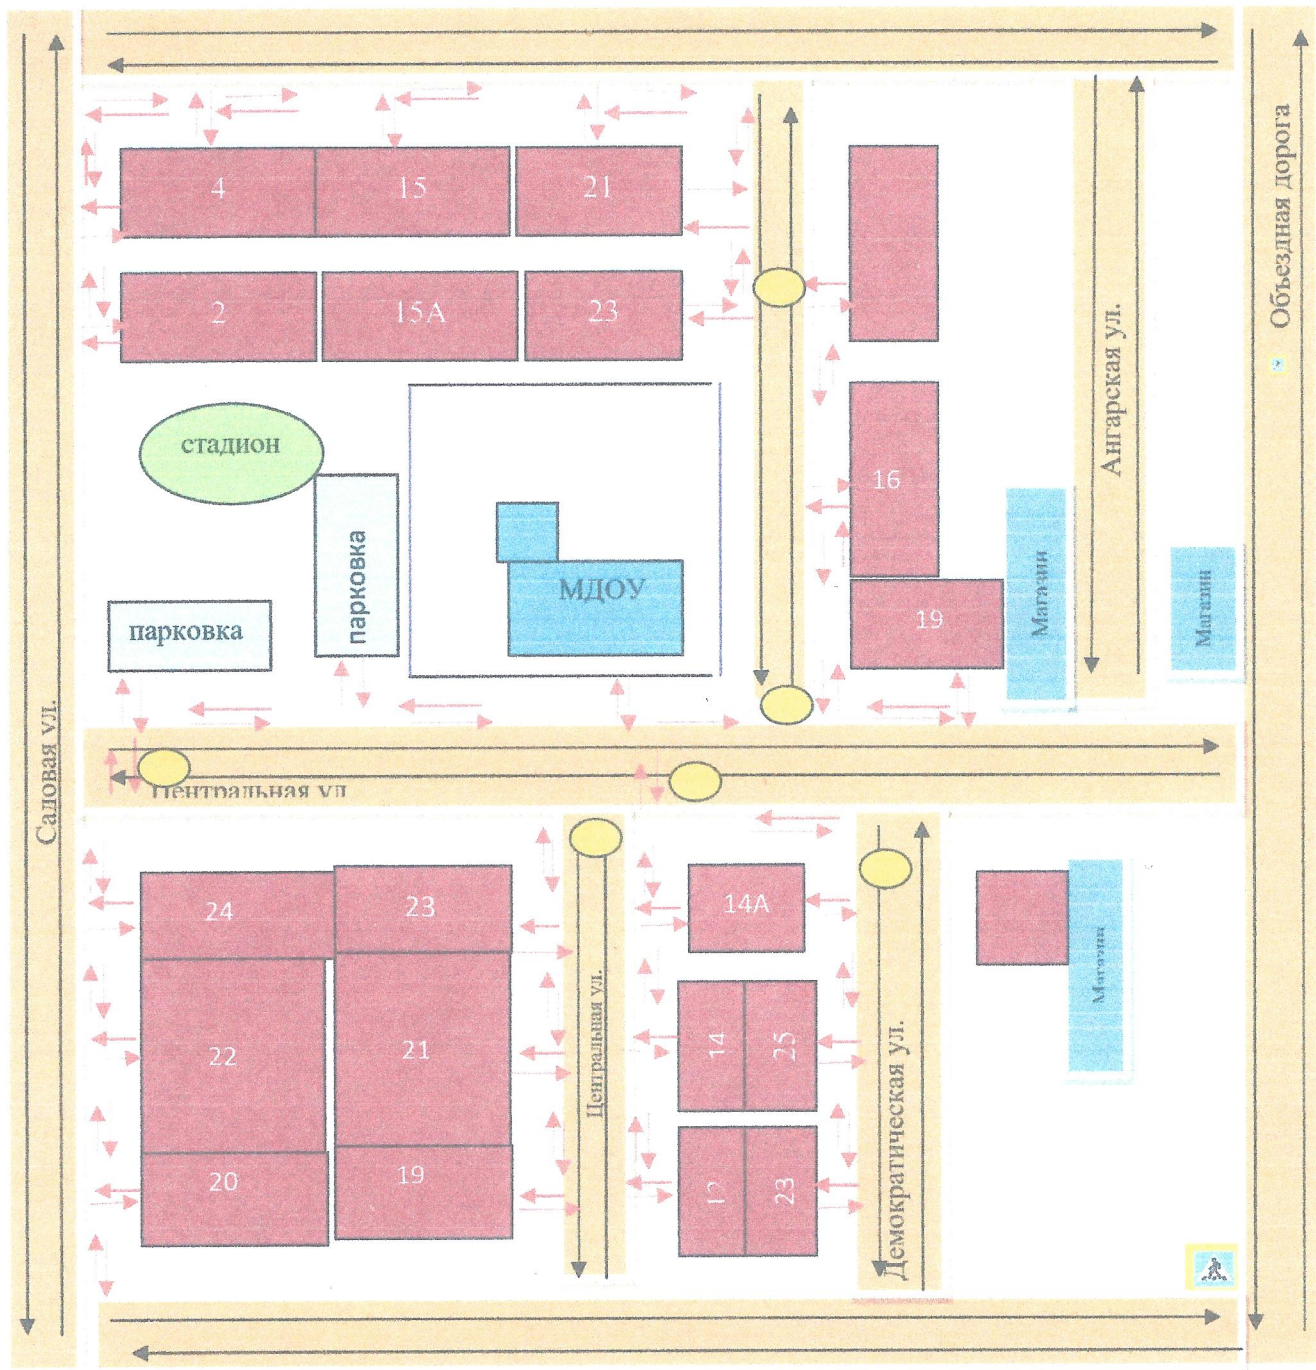 4
15
21
Объездная дорога
2
15А
23
Ангарская ул.
стадион
16
парковка
МДОУ
Магазин
Магазин
парковка
19
Садовая ул.
Центральная ул
24
23
14А
Магазин
22
21
Центральная ул.
14
25
Демократическая ул.
20
19
12
23